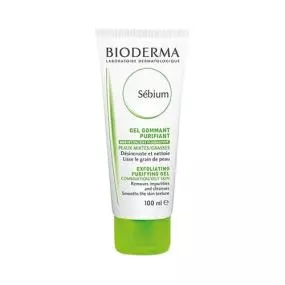 BIODERMA
LABORATOIRE DERMATOLOGIQUE
Sébium
GEL GOMMANT
PURIFIANT
PEAUX MIXTES/GRASSES
Désincruste et nettoie
Lisse le grain de peau
EXFOLIATING
PURIFYING GEL
COMBINATION/OILY SKIN
Removes impurities
and cleanses
Smooths the skin texture
100 ml